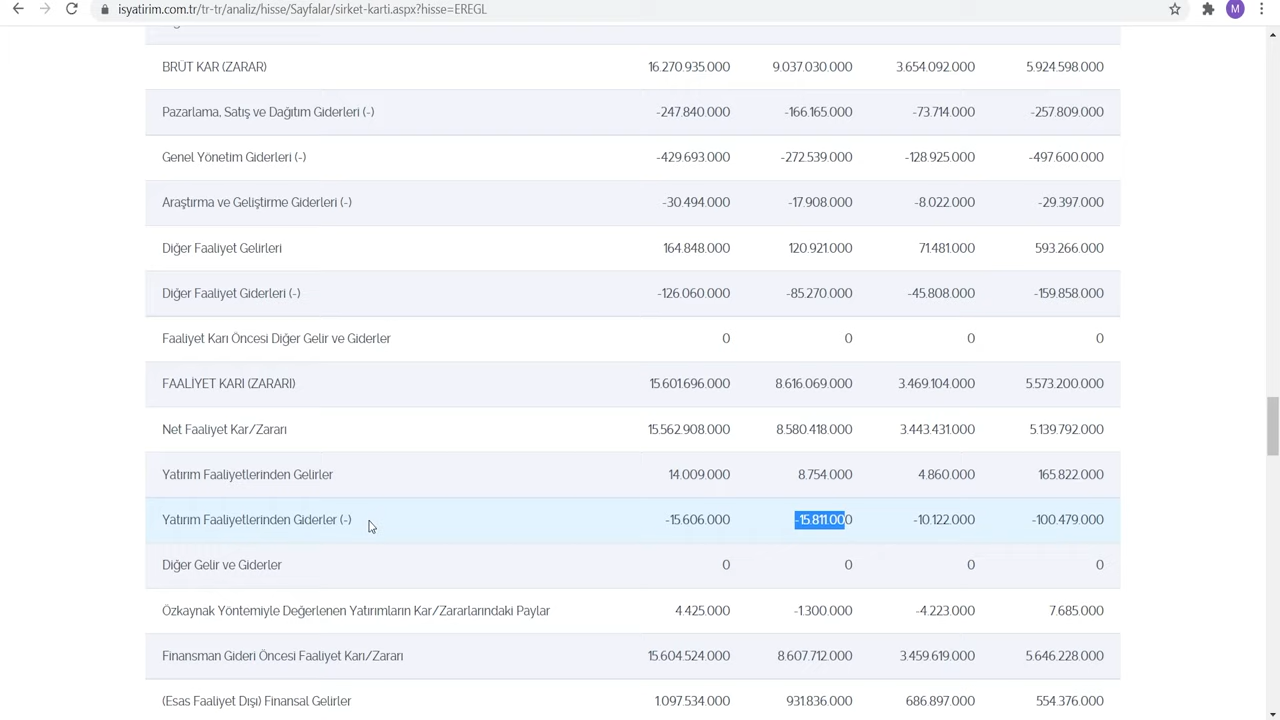 isyatirim.com.tr/tr-tr/analiz/hisse/Sayfalar/sirket-karti.aspx?hisse=EREGL
M
BRÜT KAR (ZARAR) 16.270.935.000 9.037.030.000 3.654.092.000 5.924.598.000
Pazarlama, Satış ve Dağıtım Giderleri (-) -247.840.000 -166.165.000 -73.714.000 -257.809.000
Genel Yönetim Giderleri (-) -429.693.000 -272.539.000 -128.925.000 -497.600.000
Araştırma ve Geliştirme Giderleri (-) -30.494.000 -17.908.000 -8.022.000 -29.397.000
Diğer Faaliyet Gelirleri 164.848.000 120.921.000 71.481.000 593.266.000
Diğer Faaliyet Giderleri (-) -126.060.000 -85.270.000 -45.808.000 -159.858.000
Faaliyet Karı Öncesi Diğer Gelir ve Giderler 0 0 0 0
FAALİYET KARI (ZARARI) 15.601.696.000 8.616.069.000 3.469.104.000 5.573.200.000
Net Faaliyet Kar/Zararı 15.562.908.000 8.580.418.000 3.443.431.000 5.139.792.000
Yatırım Faaliyetlerinden Gelirler 14.009.000 8.754.000 4.860.000 165.822.000
Yatırım Faaliyetlerinden Giderler (-) -15.606.000 -15.811.000 -10.122.000 -100.479.000
Diğer Gelir ve Giderler 0 0 0 0
Özkaynak Yöntemiyle Değerlenen Yatırımların Kar/Zararlarındaki Paylar 4.425.000 -1.300.000 -4.223.000 7.685.000
Finansman Gideri Öncesi Faaliyet Karı/Zararı 15.604.524.000 8.607.712.000 3.459.619.000 5.646.228.000
(Esas Faaliyet Dışı) Finansal Gelirler 1.097.534.000 931.836.000 686.897.000 554.376.000